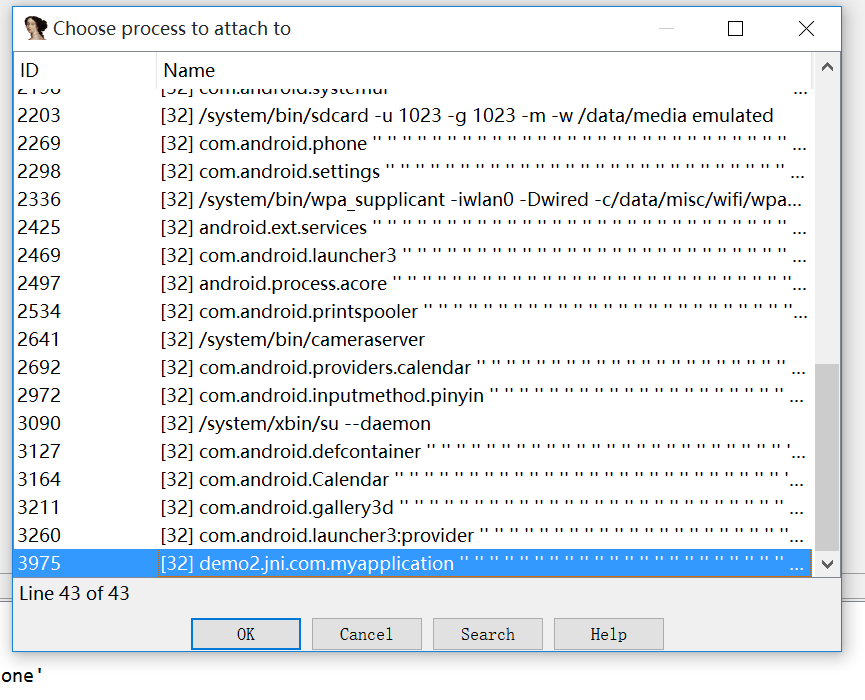 Choose process to attach to
ID Name
2203 [32] /system/bin/sdcard -u 1023 -g 1023 -m -w /data/media emulated
2269 [32] com.android.phone '' '' '' '' '' '' '' '' '' '' '' '' '' '' '' '' '' '' '' '' '' '' '' '' '' '' '' '' ...
2298 [32] com.android.settings '' '' '' '' '' '' '' '' '' '' '' '' '' '' '' '' '' '' '' '' '' '' '' '' '' '' '' ...
2336 [32] /system/bin/wpa_supplicant -iwlan0 -Dwired -c/data/misc/wifi/wpa...
2425 [32] android.ext.services '' '' '' '' '' '' '' '' '' '' '' '' '' '' '' '' '' '' '' '' '' '' '' '' '' '' '' '' ...
2469 [32] com.android.launcher3 '' '' '' '' '' '' '' '' '' '' '' '' '' '' '' '' '' '' '' '' '' '' '' '' '' '' ...
2497 [32] android.process.acore '' '' '' '' '' '' '' '' '' '' '' '' '' '' '' '' '' '' '' '' '' '' '' '' '' '' ''...
2534 [32] com.android.printspooler '' '' '' '' '' '' '' '' '' '' '' '' '' '' '' '' '' '' '' '' '' '' '' '' ''...
2641 [32] /system/bin/cameraserver
2692 [32] com.android.providers.calendar '' '' '' '' '' '' '' '' '' '' '' '' '' '' '' '' '' '' '' '' '' ...
2972 [32] com.android.inputmethod.pinyin '' '' '' '' '' '' '' '' '' '' '' '' '' '' '' '' '' '' '' '' ...
3090 [32] /system/xbin/su --daemon
3127 [32] com.android.defcontainer '' '' '' '' '' '' '' '' '' '' '' '' '' '' '' '' '' '' '' '' '' '' '' '' '...
3164 [32] com.android.Calendar '' '' '' '' '' '' '' '' '' '' '' '' '' '' '' '' '' '' '' '' '' '' '' '' '' '' '...
3211 [32] com.android.gallery3d '' '' '' '' '' '' '' '' '' '' '' '' '' '' '' '' '' '' '' '' '' '' '' '' '' '' ...
3260 [32] com.android.launcher3:provider '' '' '' '' '' '' '' '' '' '' '' '' '' '' '' '' '' '' '' '' ''...
3975 [32] demo2.jni.com.myapplication '' '' '' '' '' '' '' '' '' '' '' '' '' '' '' '' '' '' '' '' '' '' ...
Line 43 of 43
OK Cancel Search Help
one'